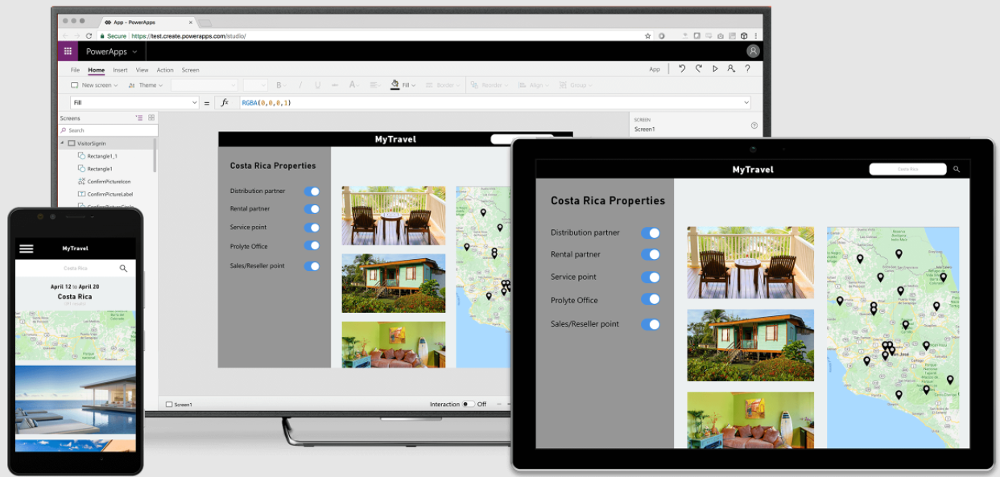 App - PowerApps
Secure https://test.create.powerapps.com/studio/
PowerApps
File Home Insert View Action Screen App
New screen Theme B I U A Fill Border Reorder Align Group
Fill = fx RGBA(0,0,0,1)
Screens
Search
VisitorSignIn
Rectangle1_1
Rectangle1
ConfirmPictureIcon
ConfirmPictureLabel
SCREEN
Screen1
MyTravel
Costa Rica Properties
Distribution partner
Rental partner
Service point
Prolyte Office
Sales/Reseller point
Screen1
Interaction Off
MyTravel
Costa Rica
April 12 to April 20
Costa Rica
MyTravel
Costa Rica
Costa Rica Properties
Distribution partner
Rental partner
Service point
Prolyte Office
Sales/Reseller point
San José